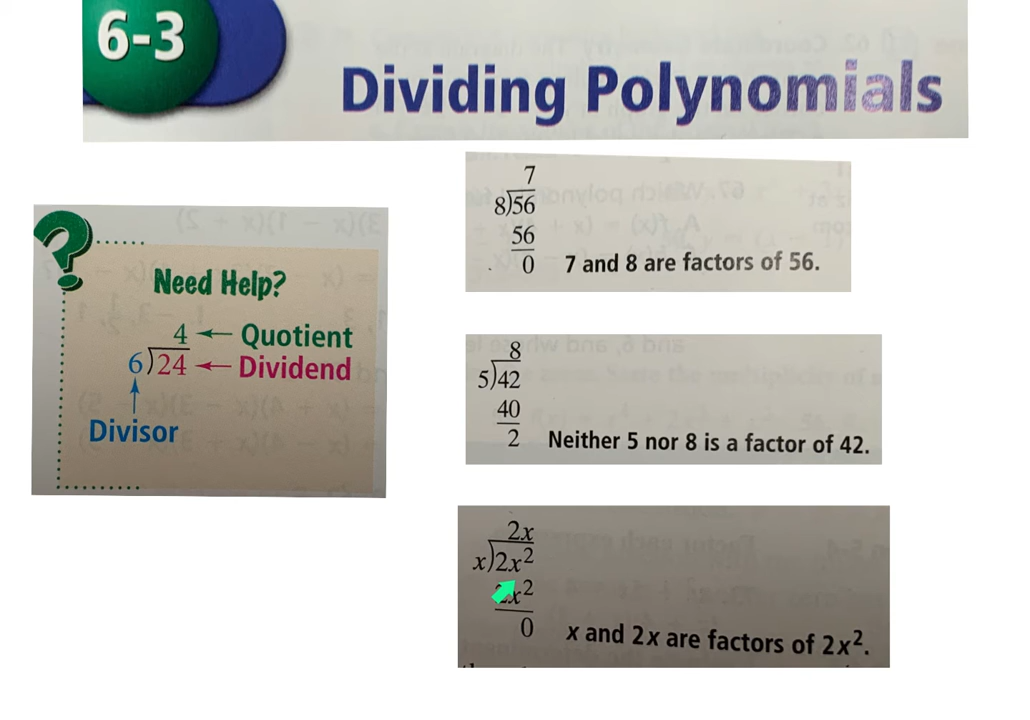 6-3
Dividing Polynomials
Need Help?
4 ← Quotient
6)24 ← Dividend
Divisor
7
8)56
56
0 7 and 8 are factors of 56.
8
5)42
40
2 Neither 5 nor 8 is a factor of 42.
2x
x)2x²
2x²
0 x and 2x are factors of 2x².